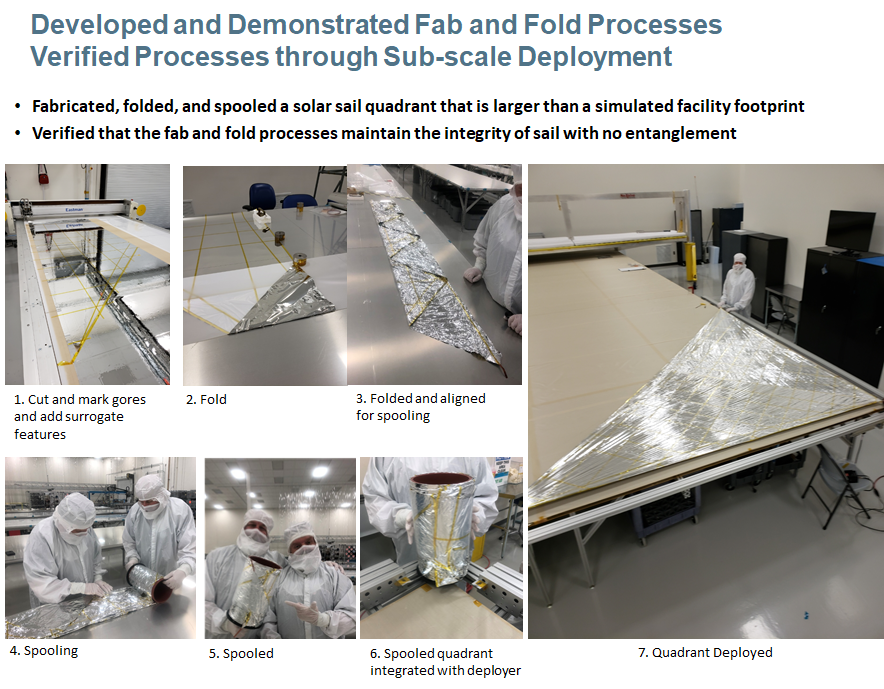 Developed and Demonstrated Fab and Fold Processes
Verified Processes through Sub-scale Deployment
• Fabricated, folded, and spooled a solar sail quadrant that is larger than a simulated facility footprint
• Verified that the fab and fold processes maintain the integrity of sail with no entanglement
Eastman
1. Cut and mark gores
and add surrogate
features
2. Fold
3. Folded and aligned
for spooling
4. Spooling
5. Spooled
6. Spooled quadrant
integrated with deployer
7. Quadrant Deployed